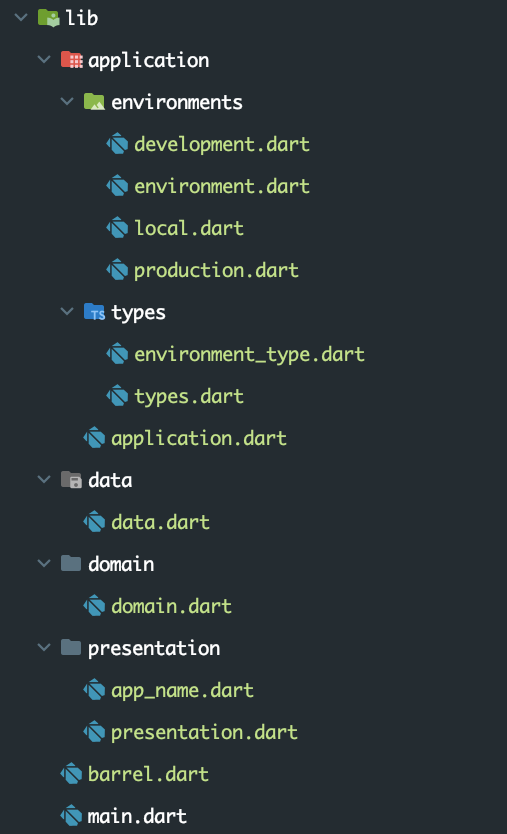 lib
application
environments
development.dart
environment.dart
local.dart
production.dart
TS types
environment_type.dart
types.dart
application.dart
data
data.dart
domain
domain.dart
presentation
app_name.dart
presentation.dart
barrel.dart
main.dart